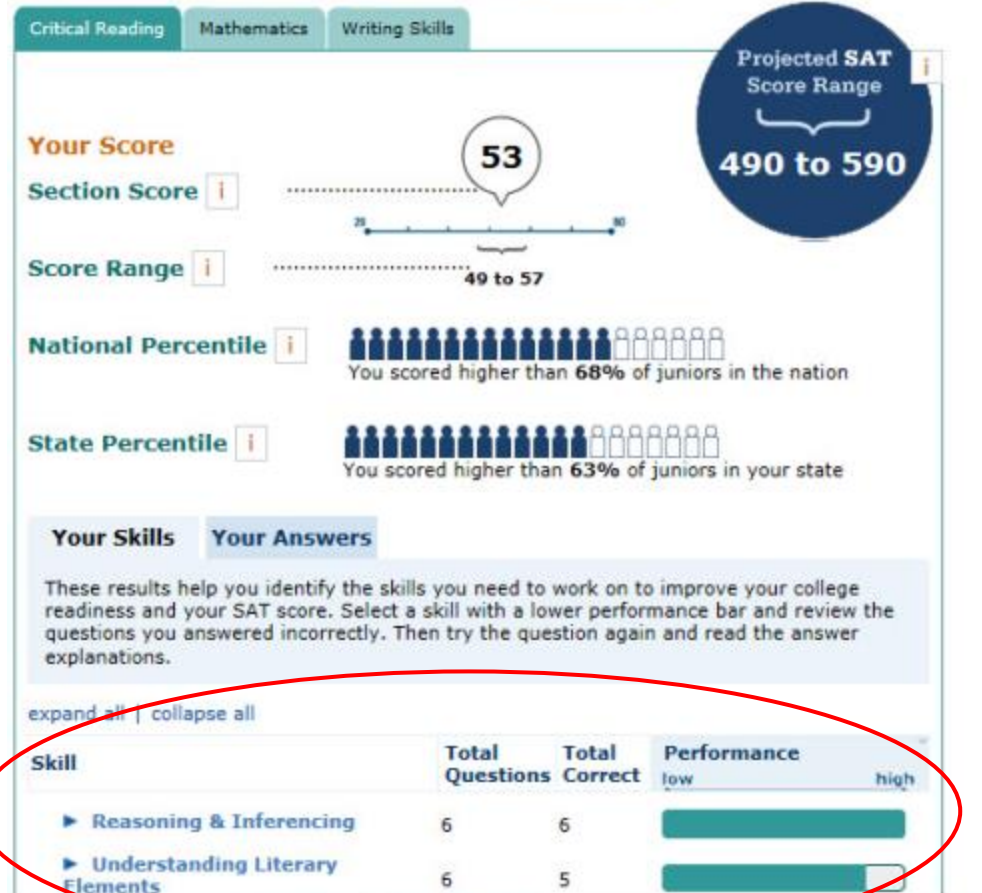 Critical Reading Mathematics Writing Skills
Projected SAT
Score Range
490 to 590
i
Your Score
53
Section Score i
20 80
Score Range i
49 to 57
National Percentile i
You scored higher than 68% of juniors in the nation
State Percentile i
You scored higher than 63% of juniors in your state
Your Skills Your Answers
These results help you identify the skills you need to work on to improve your college
readiness and your SAT score. Select a skill with a lower performance bar and review the
questions you answered incorrectly. Then try the question again and read the answer
explanations.
expand all | collapse all
Skill
Total
Questions
Total
Correct
Performance
low high
► Reasoning & Inferencing 6 6
► Understanding Literary
Elements 6 5